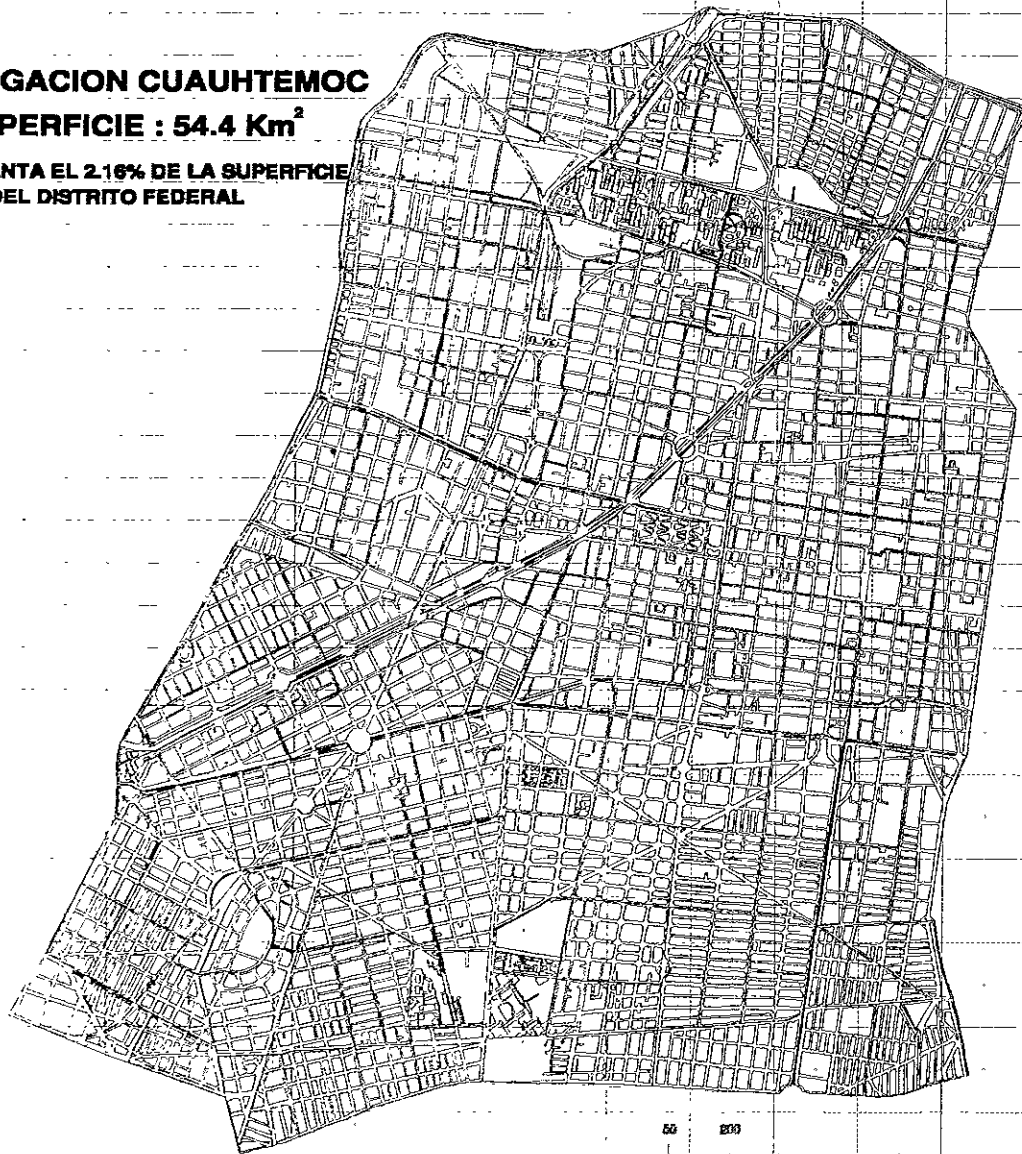 GACION CUAUHTEMOC
PERFICIE : 54.4 Km²
NTA EL 2.16% DE LA SUPERFICIE
DEL DISTRITO FEDERAL
50 200